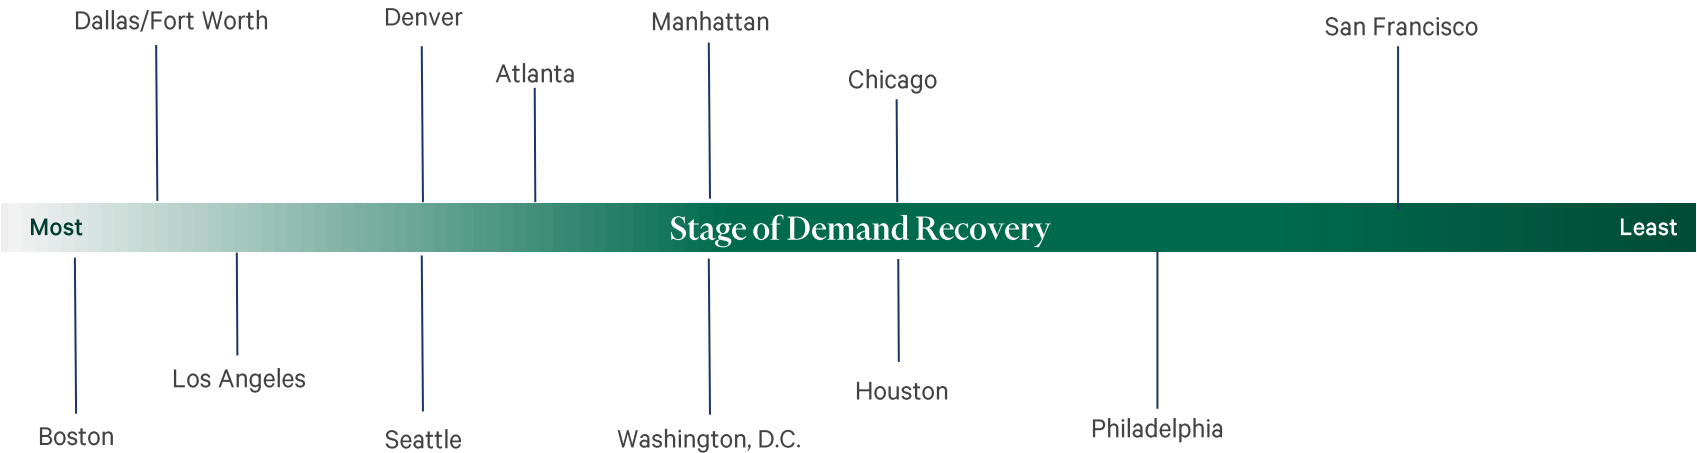 Dallas/Fort Worth
Denver
Atlanta
Manhattan
Chicago
San Francisco
Most
Stage of Demand Recovery
Least
Boston
Los Angeles
Seattle
Washington, D.C.
Houston
Philadelphia